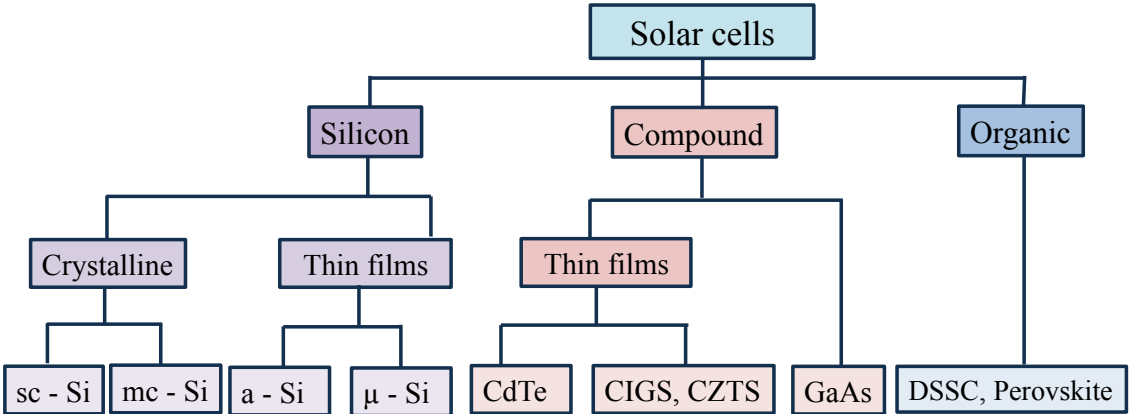 Solar cells
Silicon
Compound
Organic
Crystalline
Thin films
Thin films
sc - Si
mc - Si
a - Si
μ - Si
CdTe
CIGS, CZTS
GaAs
DSSC, Perovskite